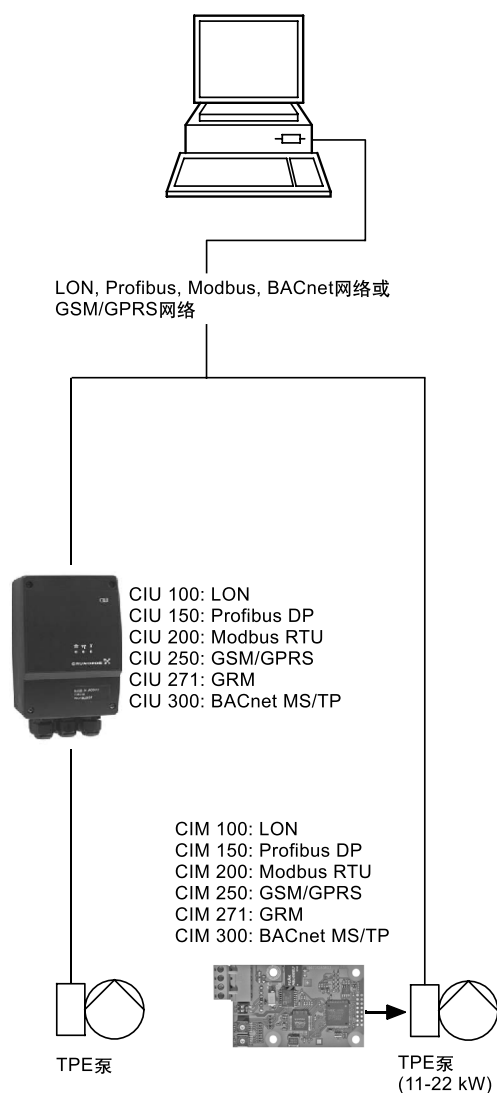 LON, Profibus, Modbus, BACnet网络或
GSM/GPRS网络
CIU 100: LON
CIU 150: Profibus DP
CIU 200: Modbus RTU
CIU 250: GSM/GPRS
CIU 271: GRM
CIU 300: BACnet MS/TP
GRUNDFOS
CIM 100: LON
CIM 150: Profibus DP
CIM 200: Modbus RTU
CIM 250: GSM/GPRS
CIM 271: GRM
CIM 300: BACnet MS/TP
TPE泵
TPE泵
(11-22 kW)